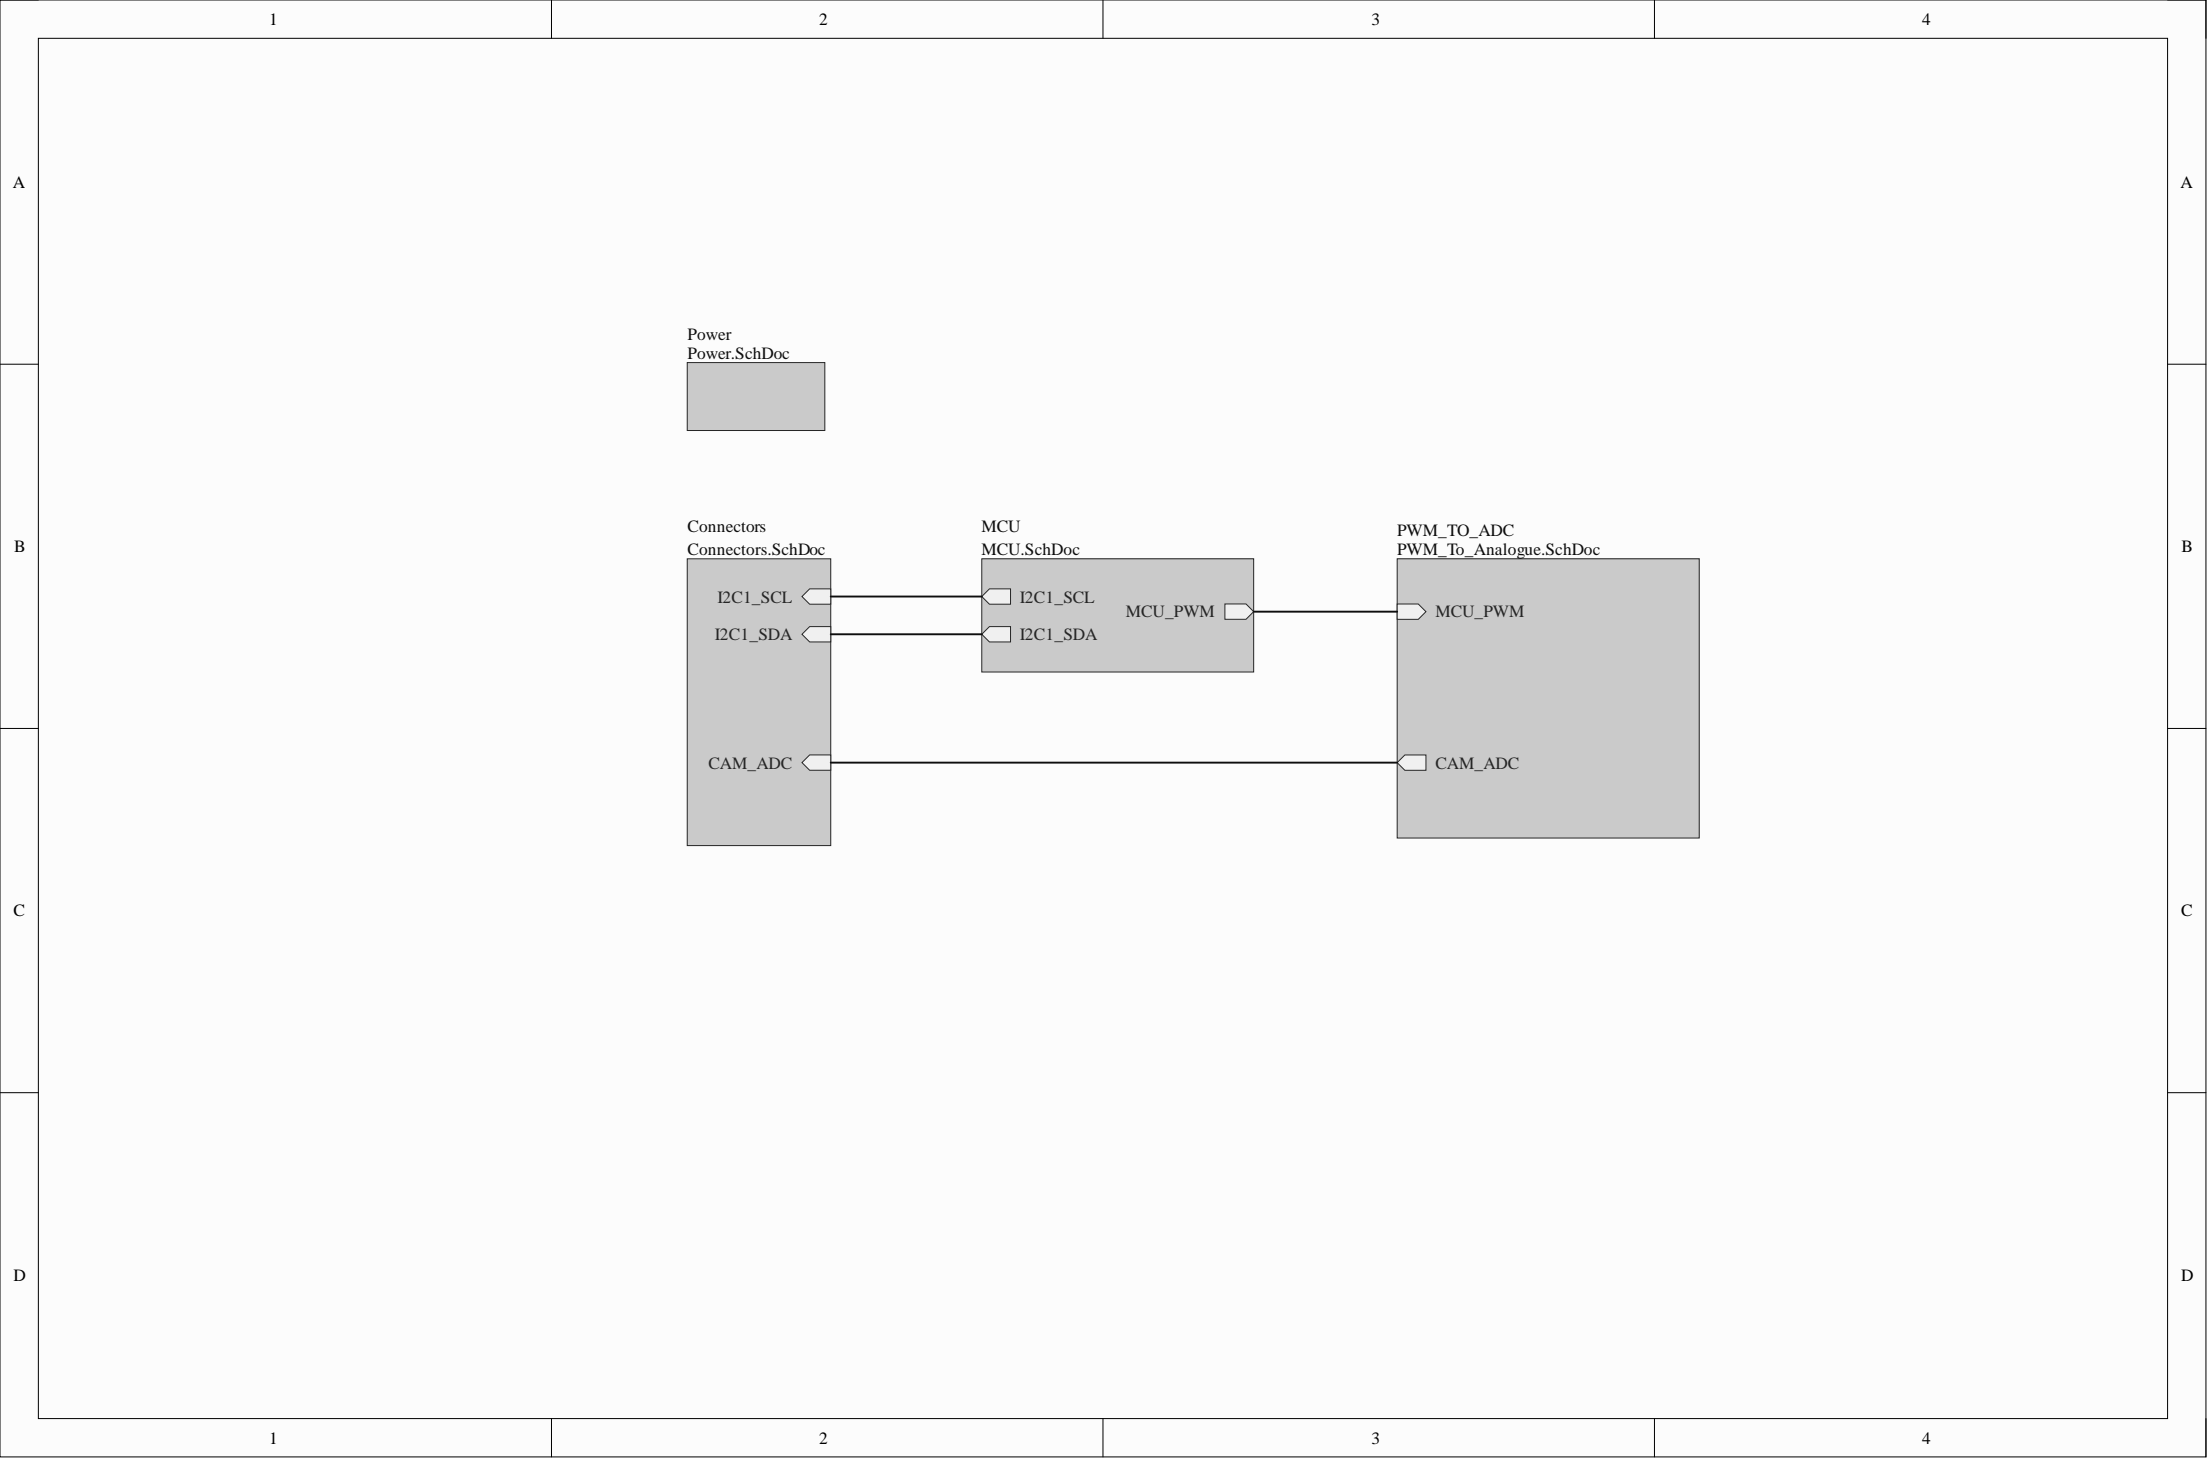 1 2 3 4
A A
Power
Power.SchDoc
Connectors MCU PWM_TO_ADC
Connectors.SchDoc MCU.SchDoc PWM_To_Analogue.SchDoc
B B
I2C1_SCL I2C1_SCL MCU_PWM MCU_PWM
I2C1_SDA I2C1_SDA
CAM_ADC CAM_ADC
C C
D D
1 2 3 4